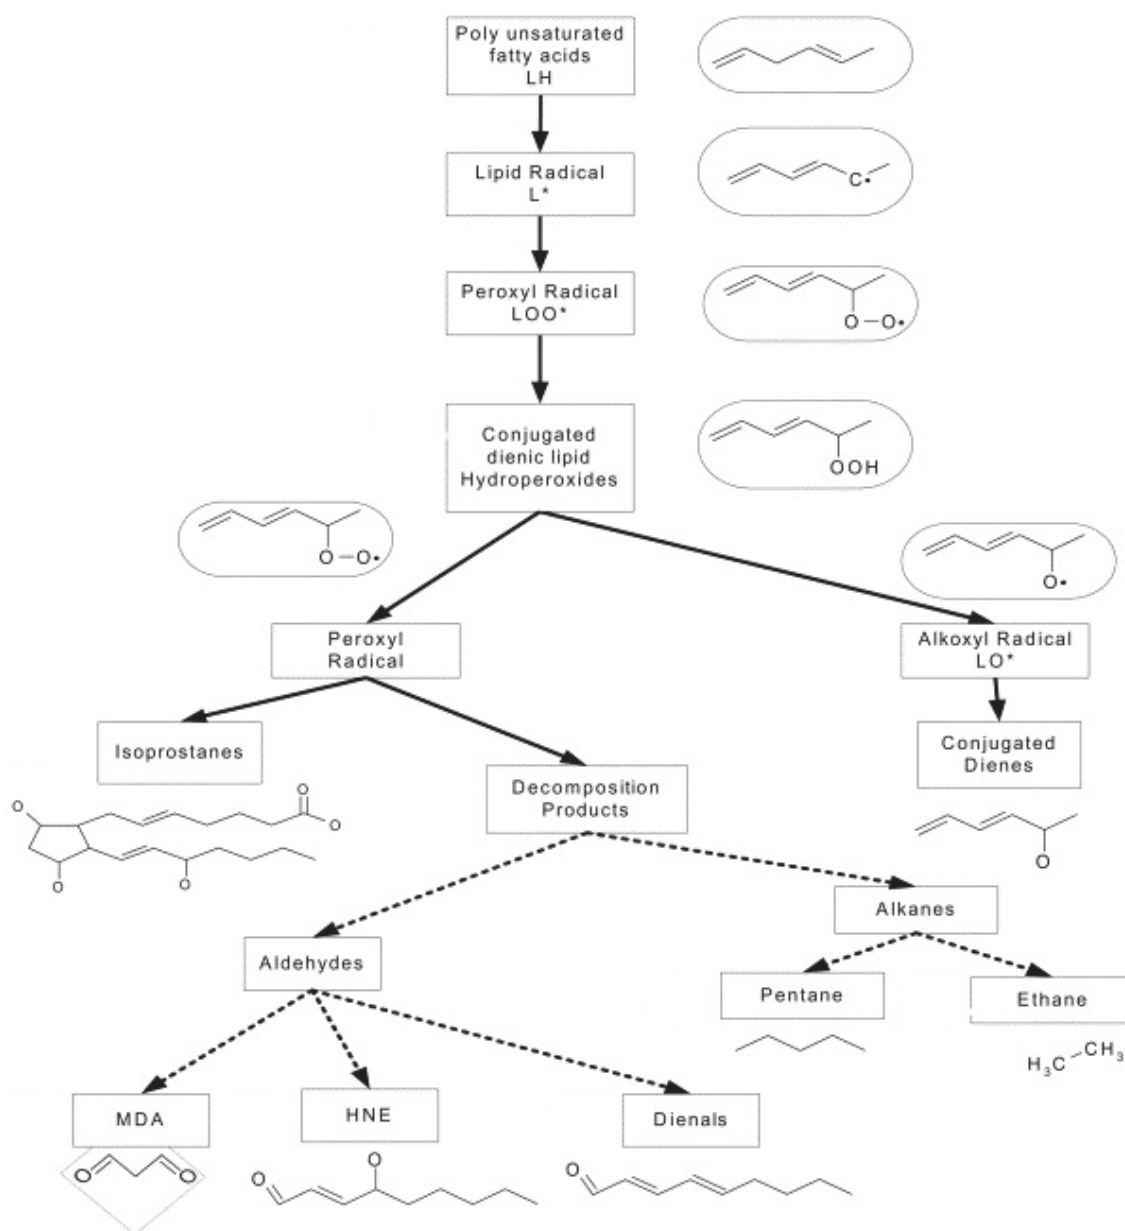 Poly unsaturated
fatty acids
LH
Lipid Radical
L*
C•
Peroxyl Radical
LOO*
O—O•
Conjugated
dienic lipid
Hydroperoxides
OOH
O—O•
O•
Peroxyl
Radical
Alkoxyl Radical
LO*
Isoprostanes
Decomposition
Products
Conjugated
Dienes
O
O
O
O
O
O
Alkanes
Aldehydes
Pentane
Ethane
H3C
CH3
MDA
HNE
Dienals
O
O
O
O
O